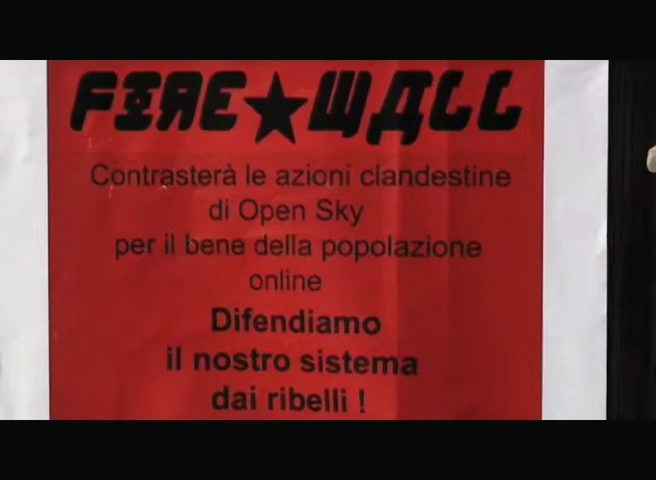 FIRE★WALL
Contrasterà le azioni clandestine
di Open Sky
per il bene della popolazione
online
Difendiamo
il nostro sistema
dai ribelli !